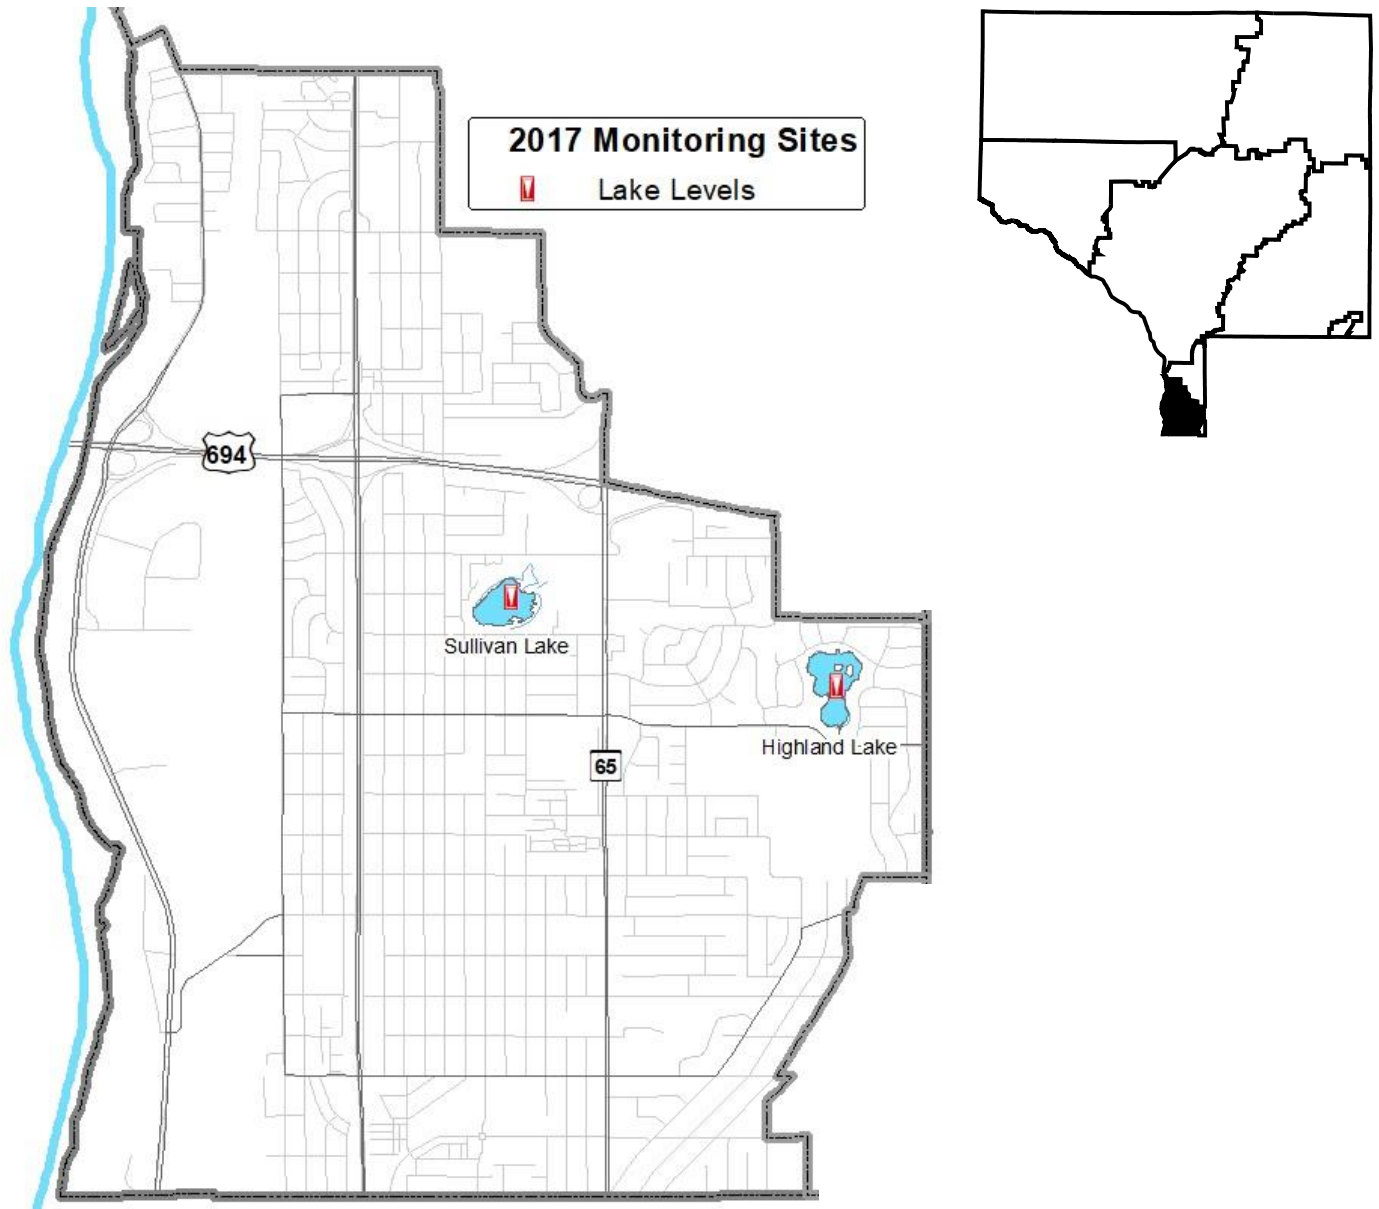 2017 Monitoring Sites
Lake Levels
694
Sullivan Lake
Highland Lake
65